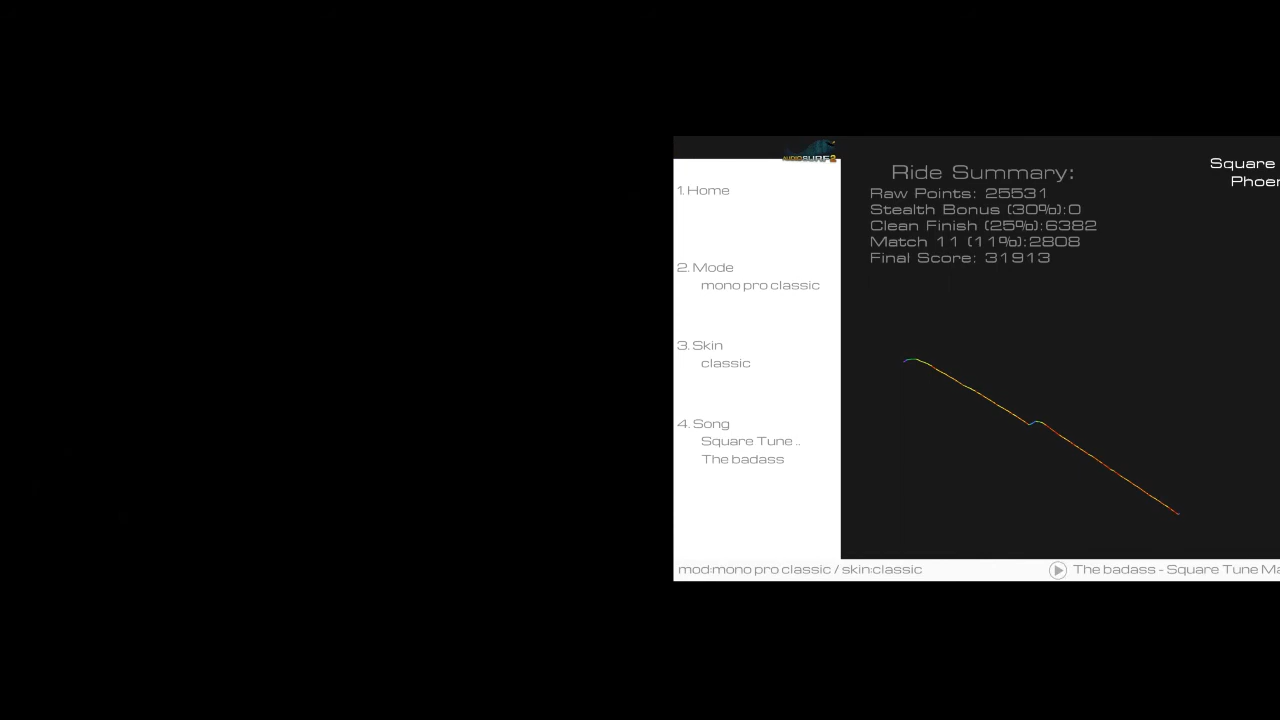 AUDIOSURF2
1. Home
2. Mode
mono pro classic
3. Skin
classic
4. Song
Square Tune ..
The badass
Ride Summary:
Raw Points: 25531
Stealth Bonus (30%):0
Clean Finish (25%):6382
Match 11 (11%):2808
Final Score: 31913
Square
Phoe
mod:mono pro classic / skin:classic
The badass - Square Tune Ma